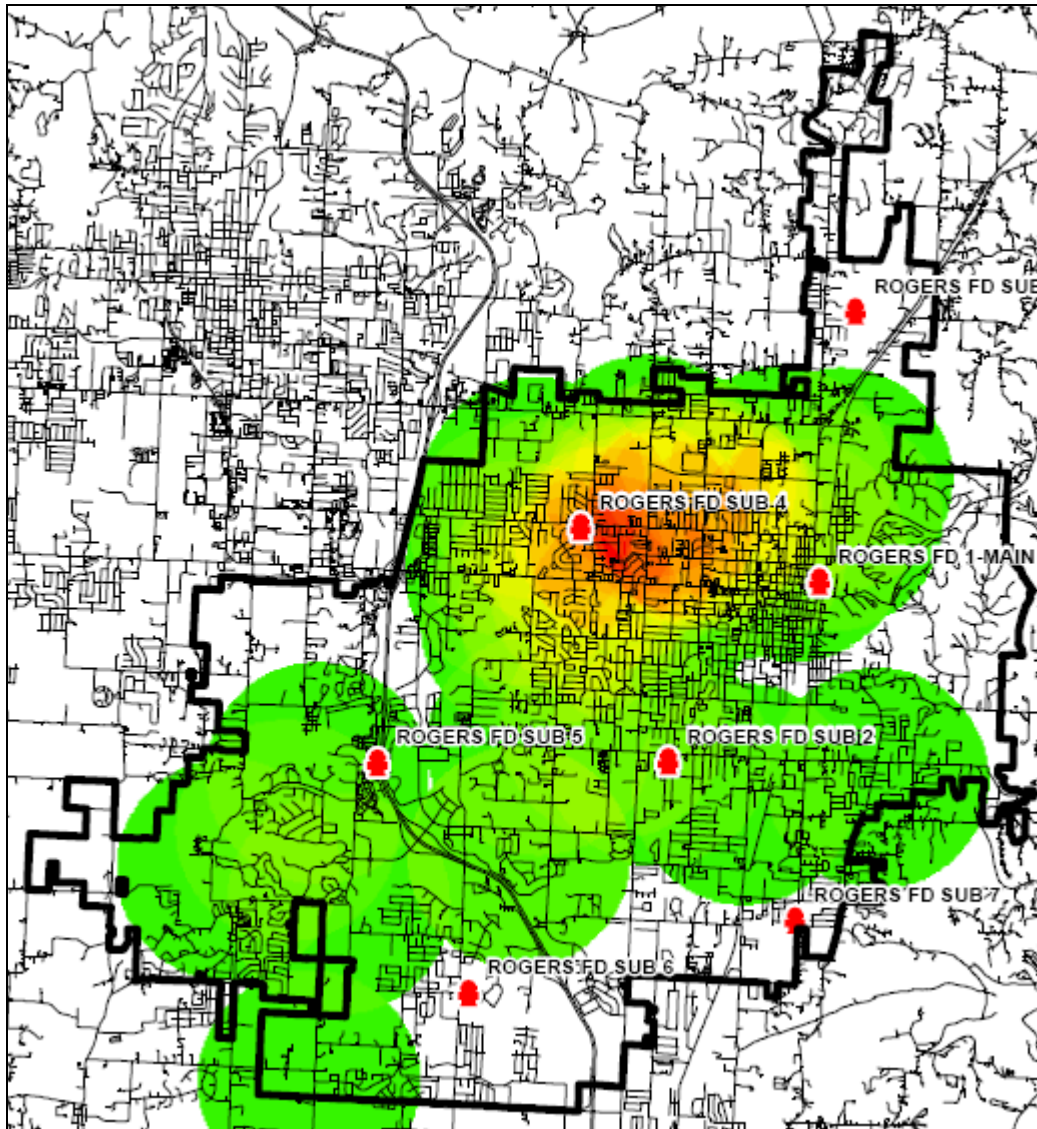 ROGERS FD SUB
ROGERS FD SUB 4
ROGERS FD 1-MAIN
ROGERS FD SUB 5
ROGERS FD SUB 2
ROGERS FD SUB 7
ROGERS FD SUB 6